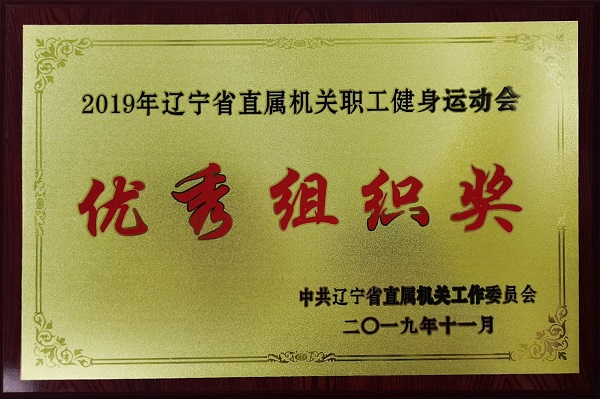 2019年辽宁省直属机关职工健身运动会
优秀组织奖
中共辽宁省直属机关工作委员会
二〇一九年十一月